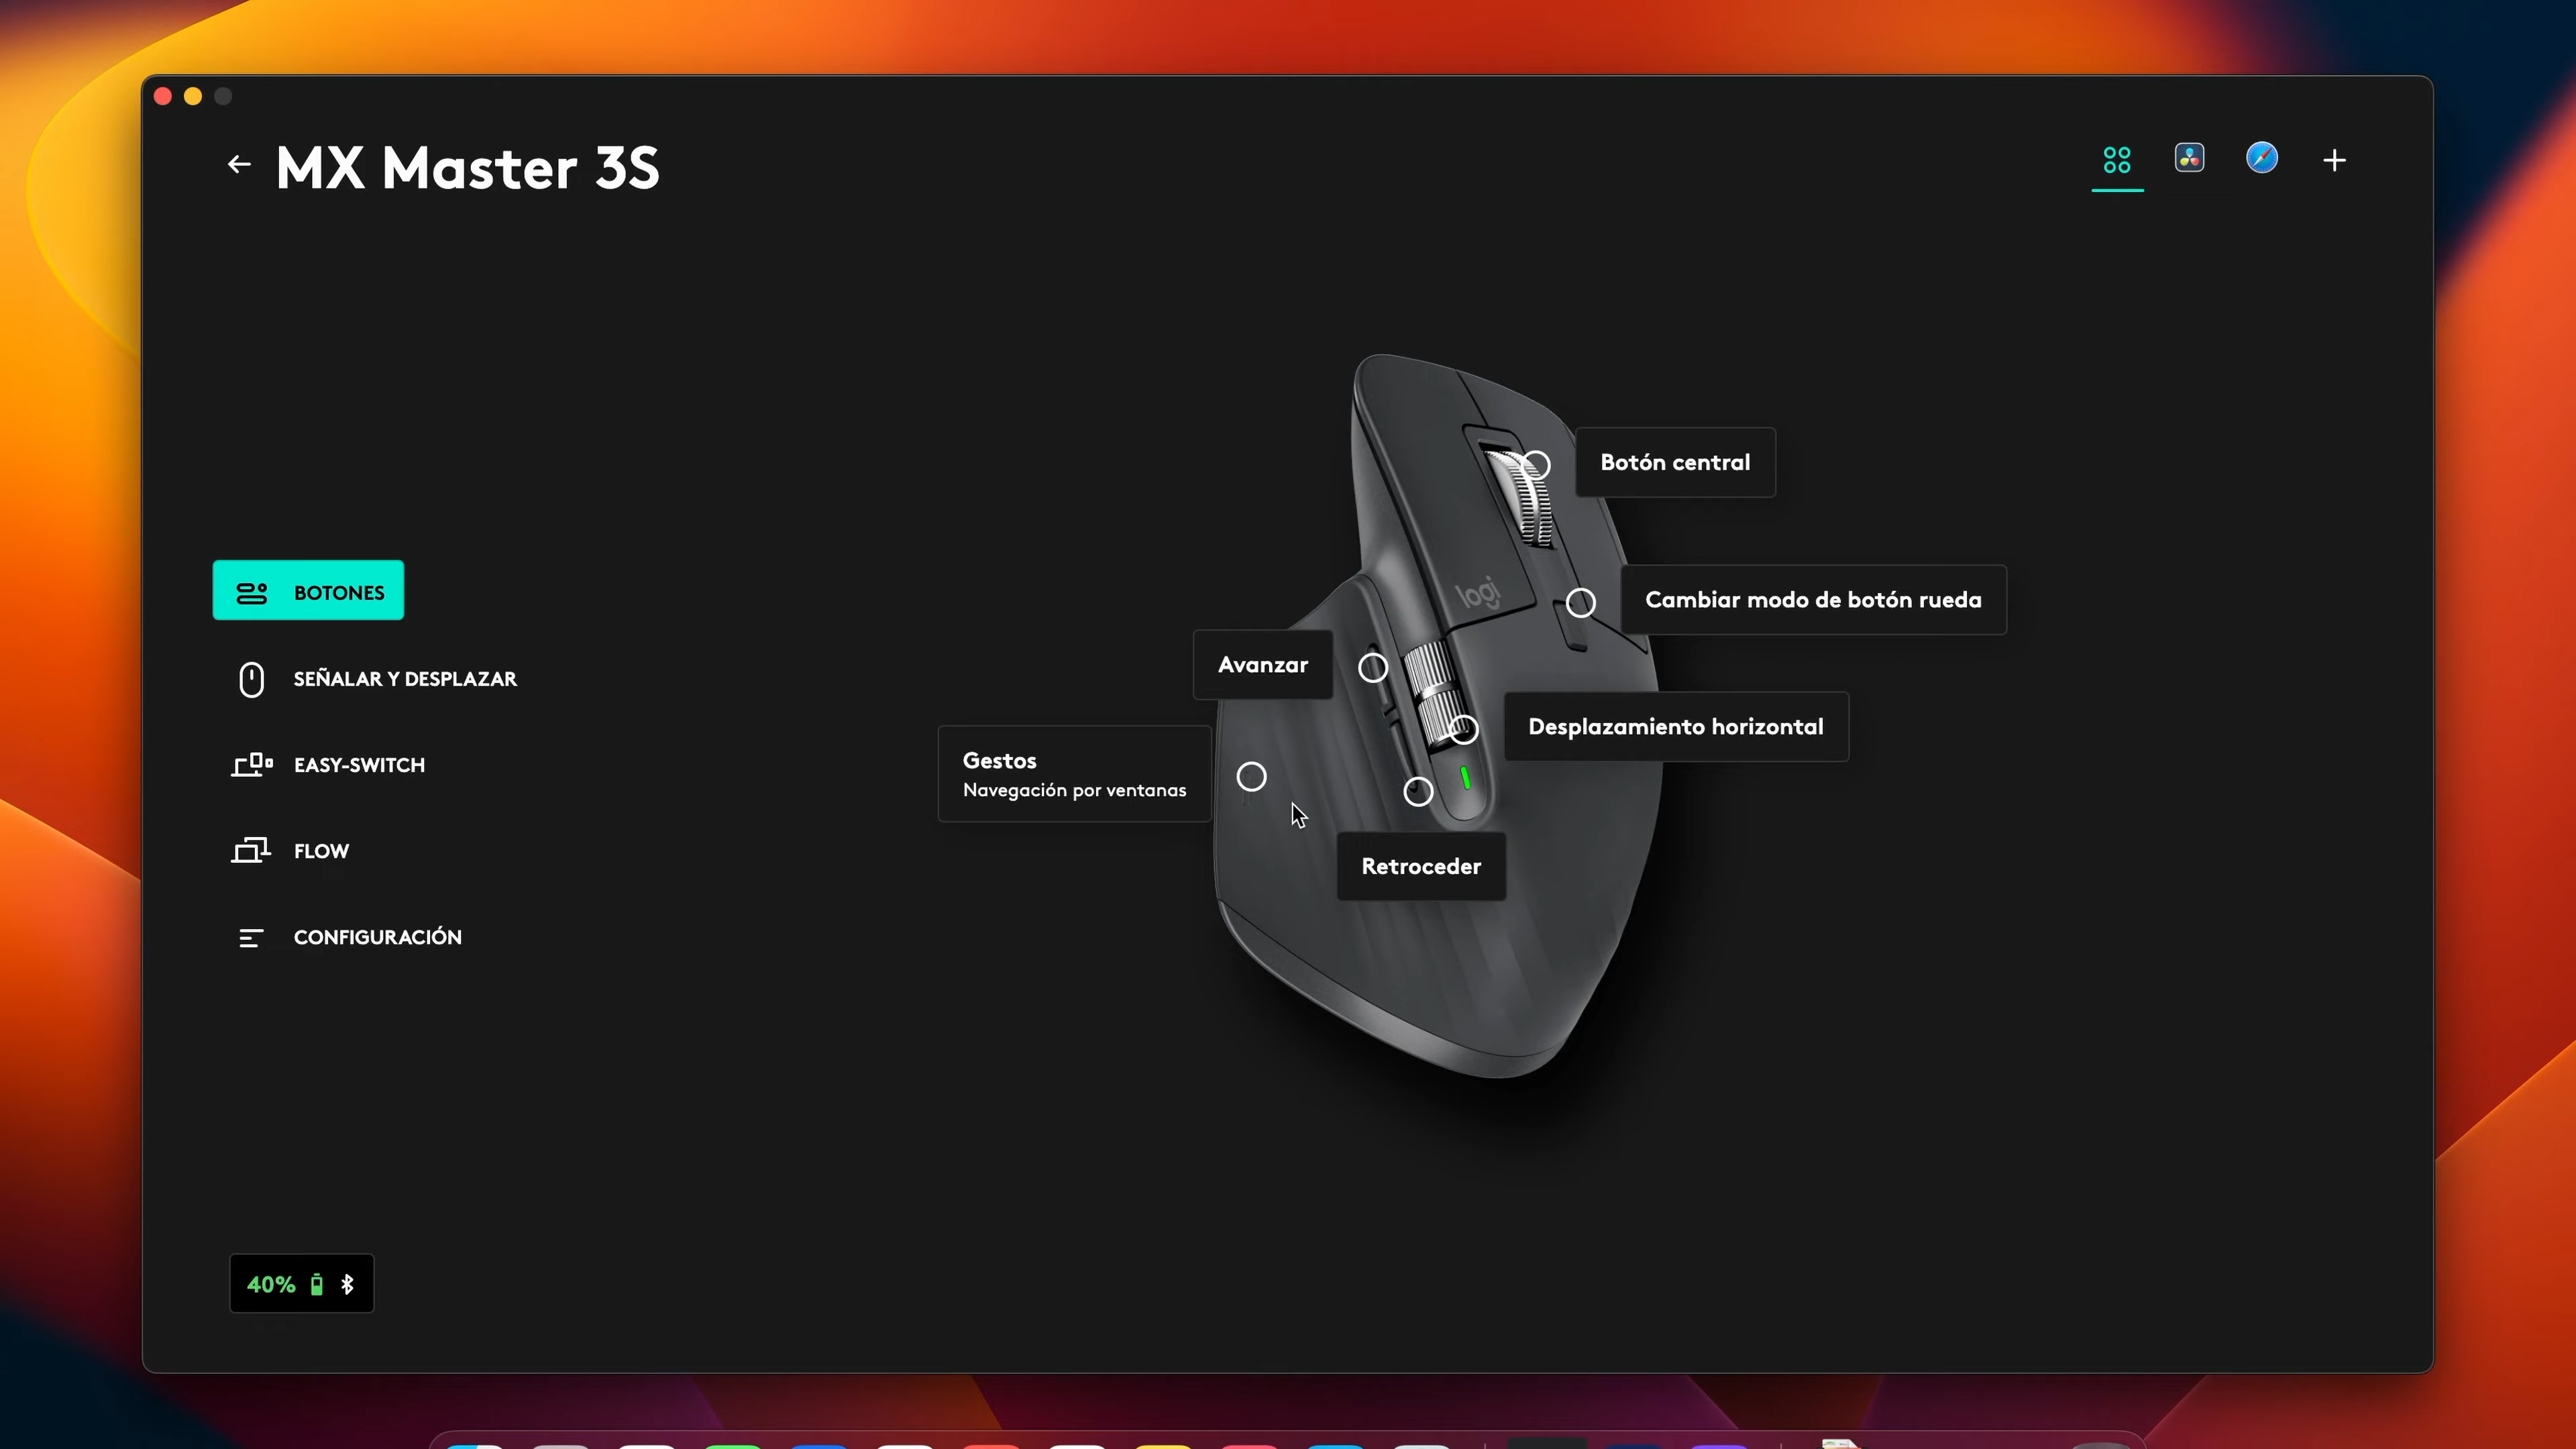 MX Master 3S
Botón central
BOTONES
Cambiar modo de botón rueda
logi
Avanzar
SEÑALAR Y DESPLAZAR
Desplazamiento horizontal
Gestos
Navegación por ventanas
EASY-SWITCH
FLOW
Retroceder
CONFIGURACIÓN
40%